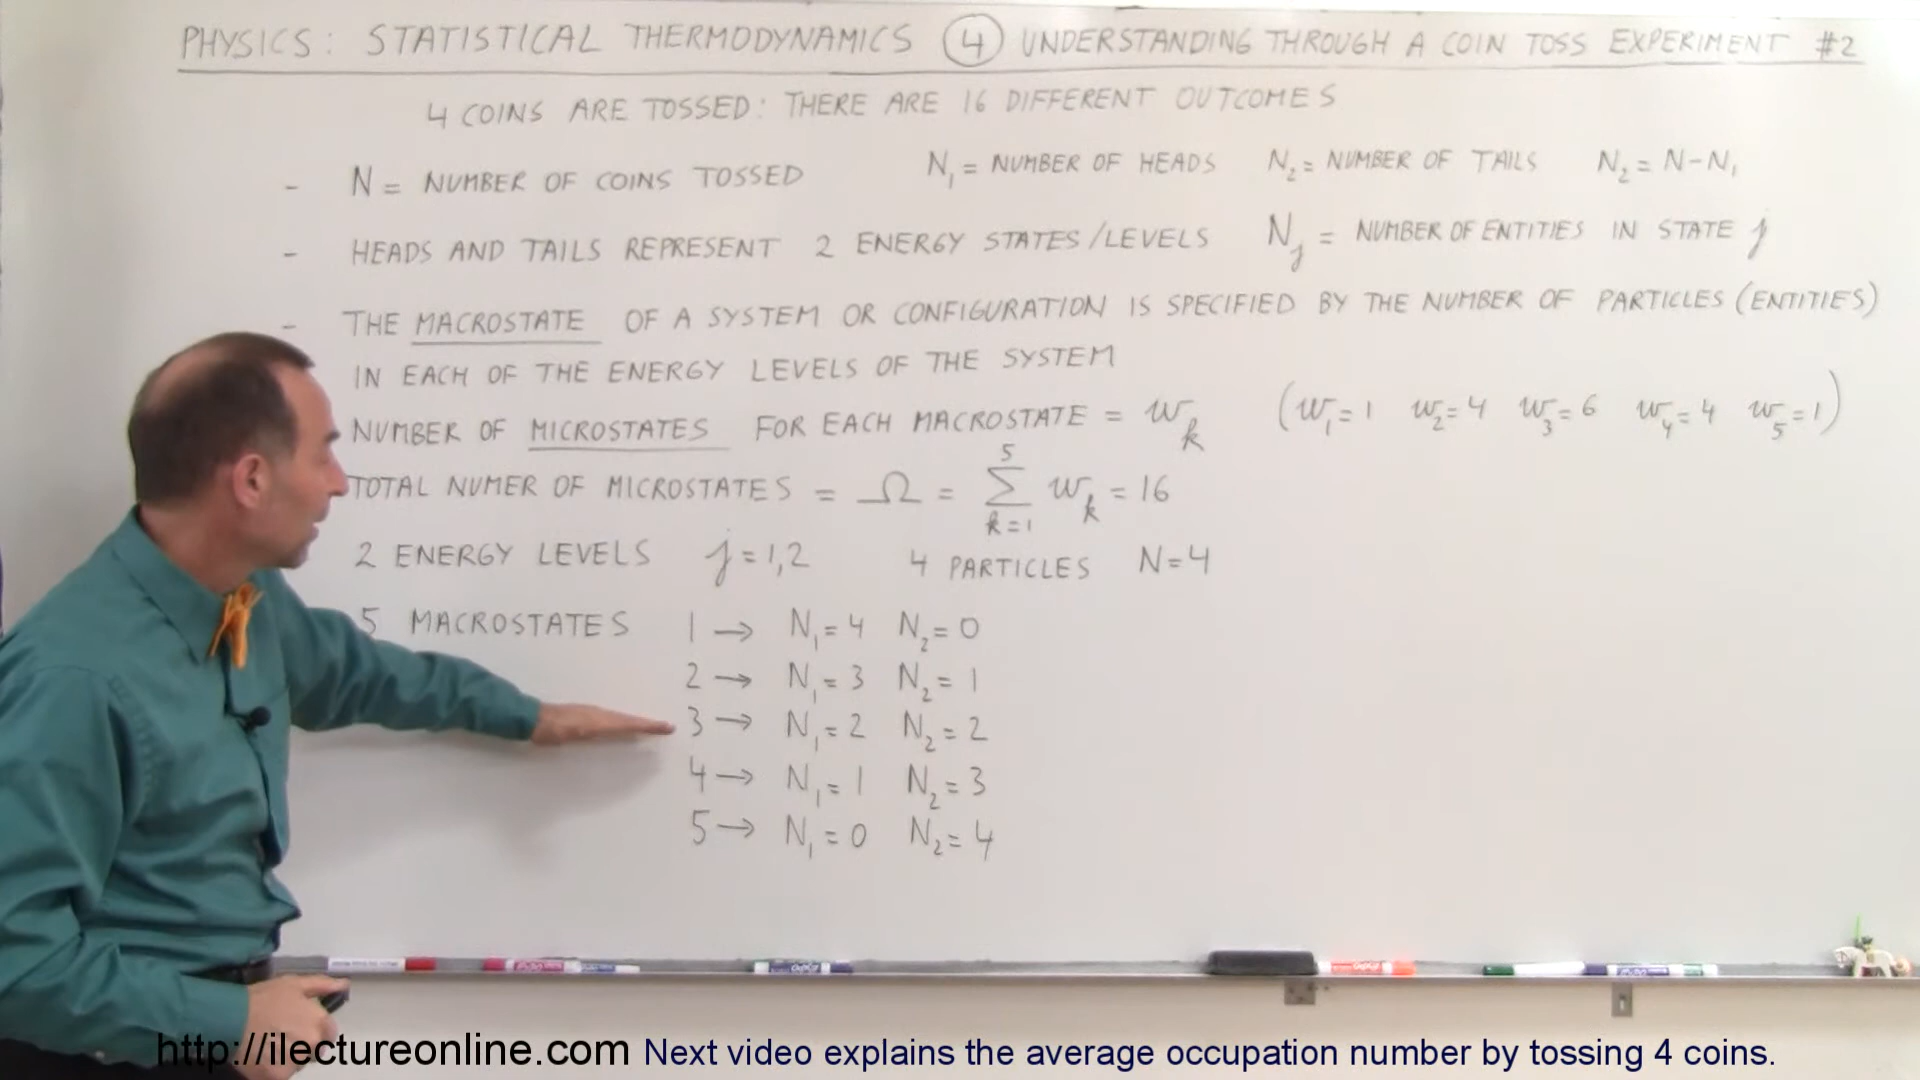 PHYSICS: STATISTICAL THERMODYNAMICS ④ UNDERSTANDING THROUGH A COIN TOSS EXPERIMENT #2
4 COINS ARE TOSSED: THERE ARE 16 DIFFERENT OUTCOMES
- N = NUMBER OF COINS TOSSED N₁ = NUMBER OF HEADS N₂ = NUMBER OF TAILS N₂ = N-N₁
- HEADS AND TAILS REPRESENT 2 ENERGY STATES/LEVELS Nⱼ = NUMBER OF ENTITIES IN STATE j
- THE MACROSTATE OF A SYSTEM OR CONFIGURATION IS SPECIFIED BY THE NUMBER OF PARTICLES (ENTITIES)
IN EACH OF THE ENERGY LEVELS OF THE SYSTEM
NUMBER OF MICROSTATES FOR EACH MACROSTATE = wₖ (w₁=1 w₂=4 w₃=6 w₄=4 w₅=1)
TOTAL NUMER OF MICROSTATES = Ω = ∑ₖ₌₁⁵ wₖ = 16
2 ENERGY LEVELS j=1,2 4 PARTICLES N=4
5 MACROSTATES 1 → N₁=4 N₂=0
2 → N₁=3 N₂=1
3 → N₁=2 N₂=2
4 → N₁=1 N₂=3
5 → N₁=0 N₂=4
http://ilectureonline.com Next video explains the average occupation number by tossing 4 coins.